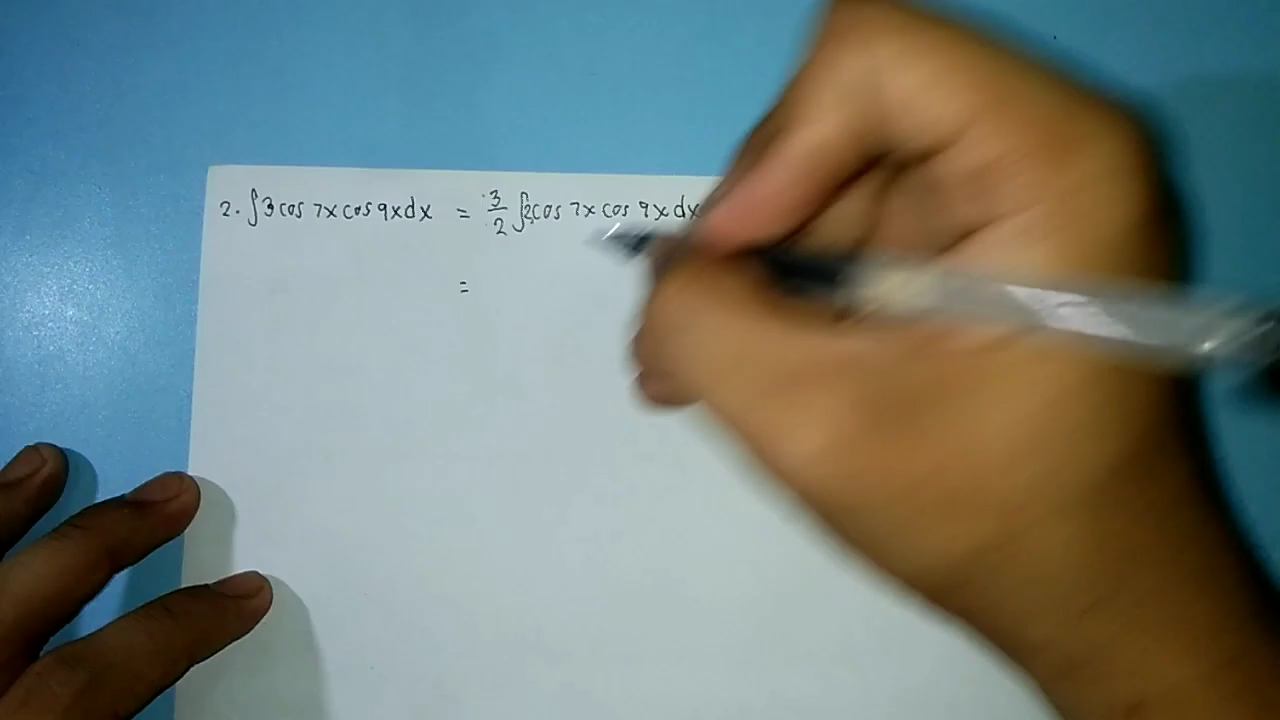 2. ∫3 cos 7x cos 9x dx = 3/2 ∫2 cos 7x cos 9x dx
=